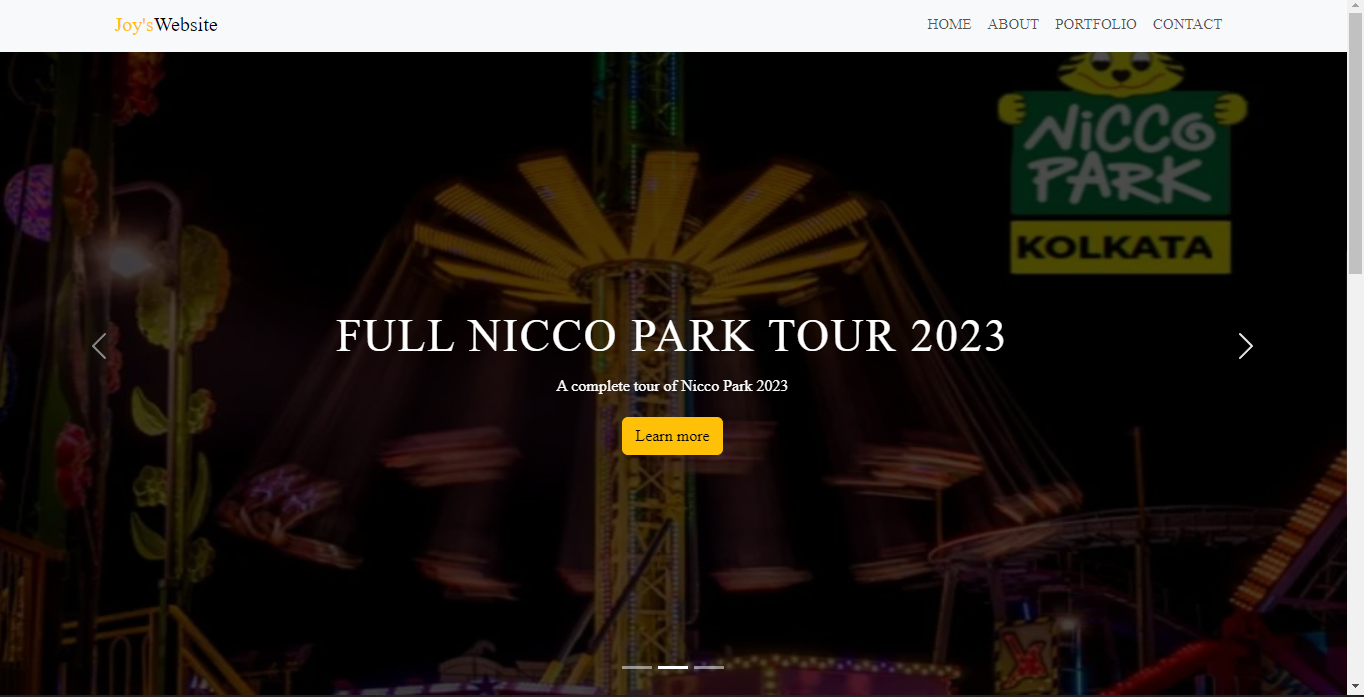 Joy'sWebsite
HOME ABOUT PORTFOLIO CONTACT
NICCO
PARK
KOLKATA
FULL NICCO PARK TOUR 2023
A complete tour of Nicco Park 2023
Learn more